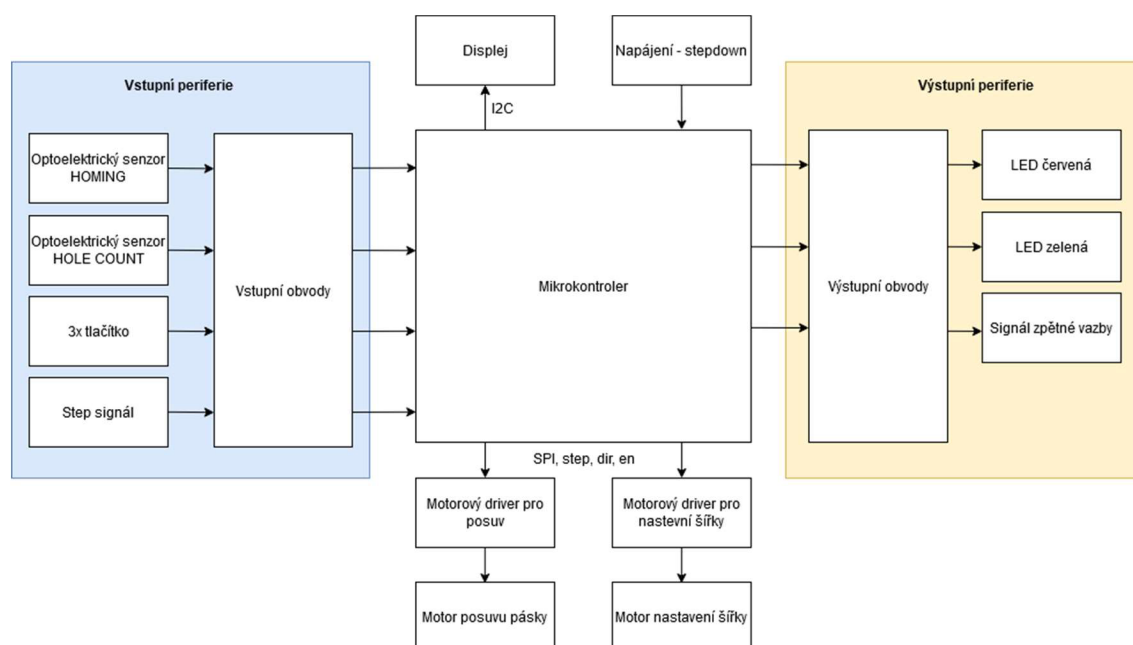 Displej
Napájení - stepdown
I2C
Vstupní periferie
Optoelektrický senzor
HOMING
Optoelektrický senzor
HOLE COUNT
3x tlačítko
Step signál
Vstupní obvody
Mikrokontroler
Výstupní periferie
Výstupní obvody
LED červená
LED zelená
Signál zpětné vazby
SPI, step, dir, en
Motorový driver pro
posuv
Motorový driver pro
nastevní šířky
Motor posuvu pásky
Motor nastavení šířky